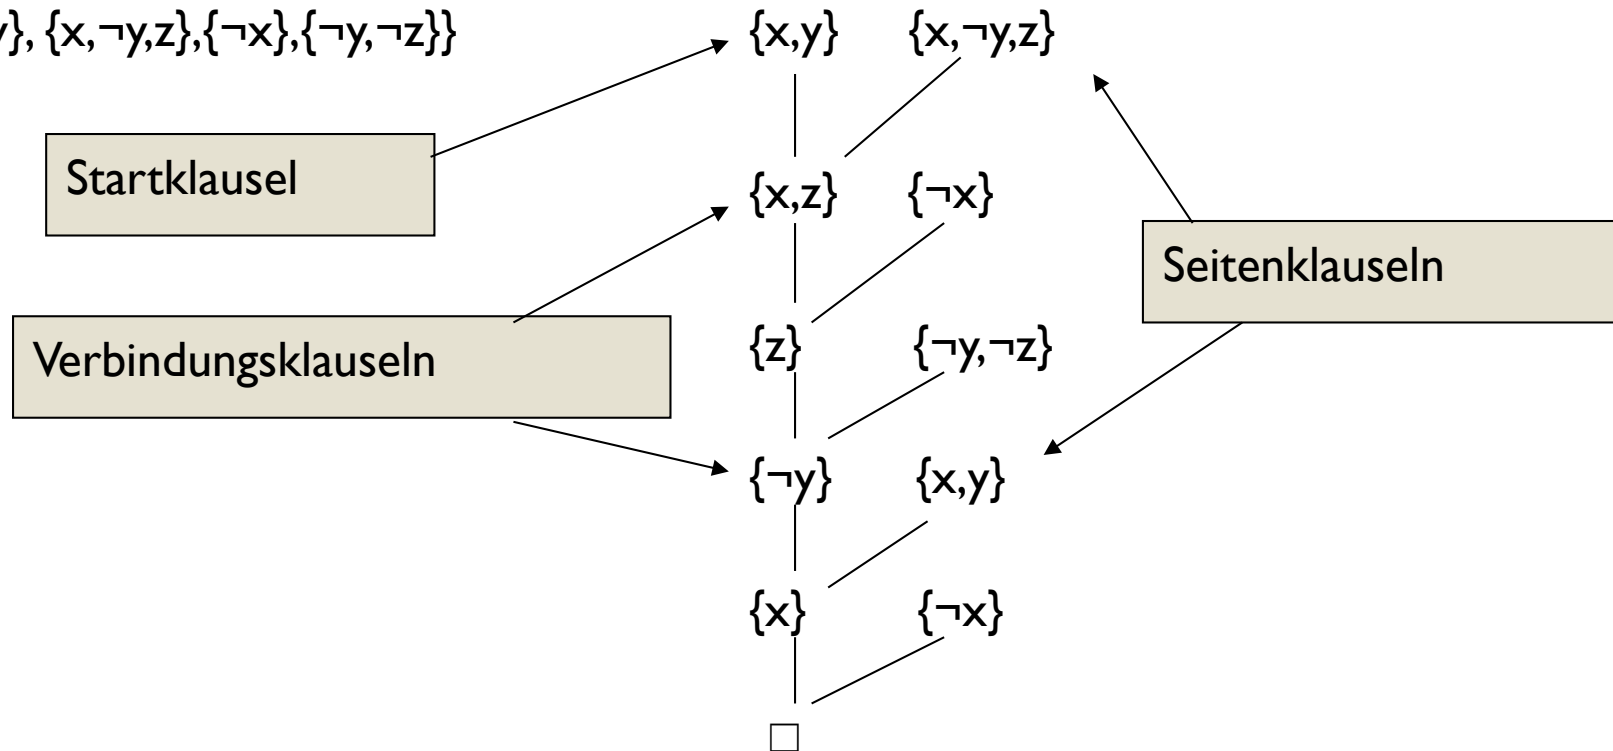 y}, {x,¬y,z},{¬x},{¬y,¬z}}
{x,y} {x,¬y,z}
Startklausel
{x,z} {¬x}
Seitenklauseln
Verbindungsklauseln
{z} {¬y,¬z}
{¬y} {x,y}
{x} {¬x}
□